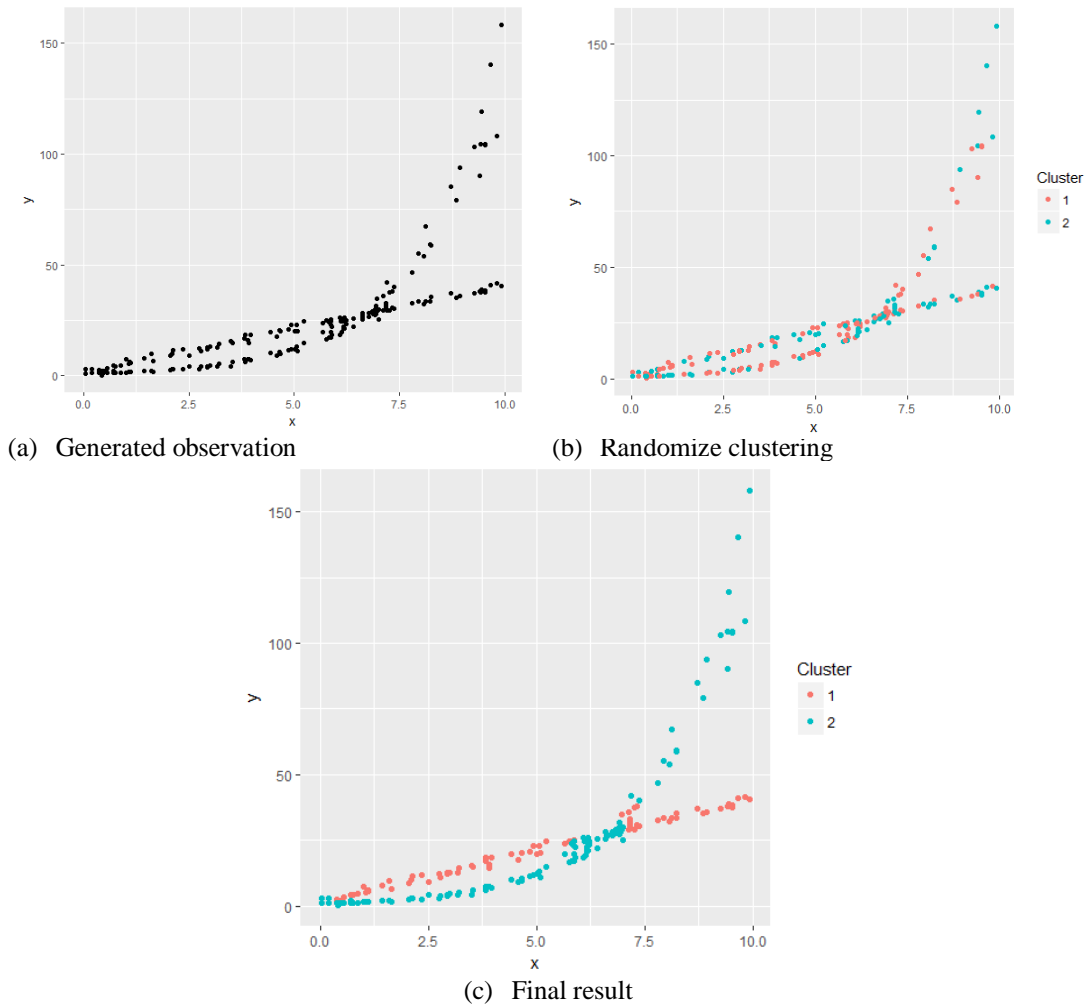 150
100
50
0
y
0.0 2.5 5.0 7.5 10.0
x
(a) Generated observation
150
100
50
0
y
0.0 2.5 5.0 7.5 10.0
x
Cluster
1
2
(b) Randomize clustering
150
100
50
0
y
0.0 2.5 5.0 7.5 10.0
x
Cluster
1
2
(c) Final result